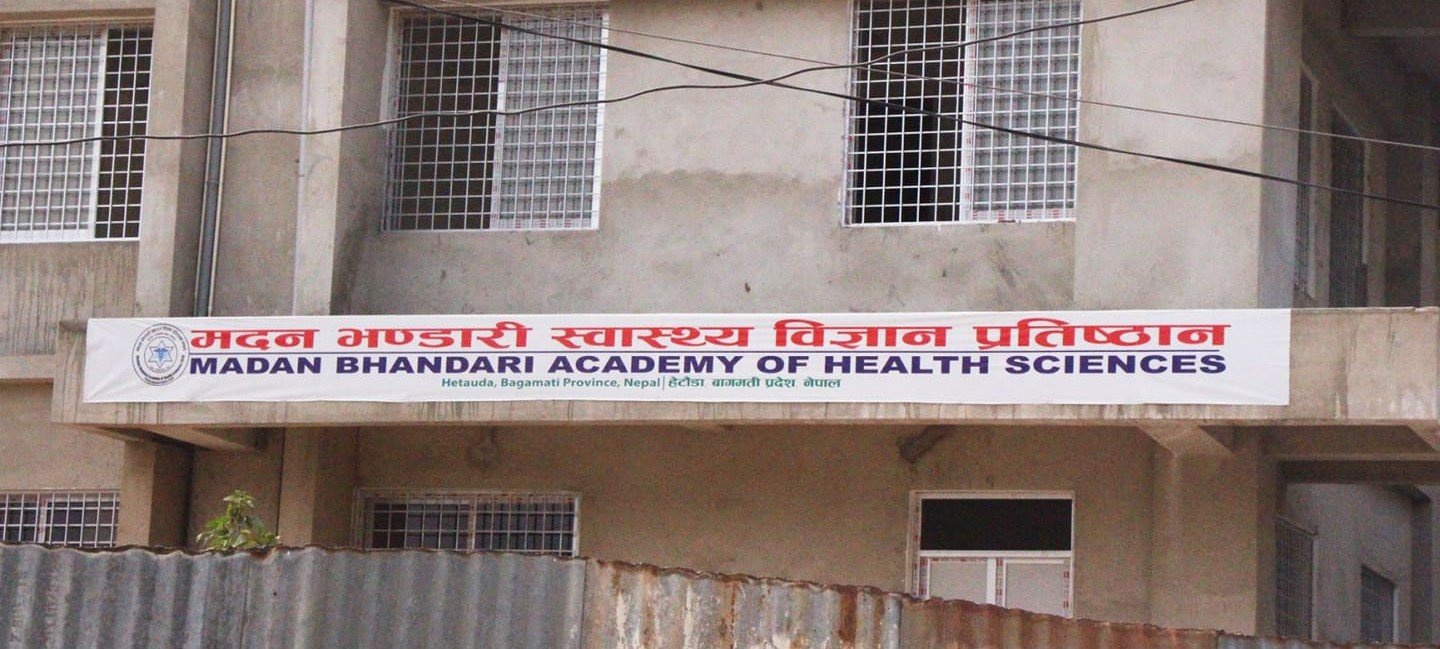 मदन भण्डारी स्वास्थ्य विज्ञान प्रतिष्ठान
MADAN BHANDARI ACADEMY OF HEALTH SCIENCES
Hetauda, Bagamati Province, Nepal | हेटौडा, बागमती प्रदेश, नेपाल